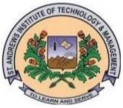 ST. ANDREWS INSTITUTE OF TECHNOLOGY & MANAGEMENT
TO LEARN AND SERVE